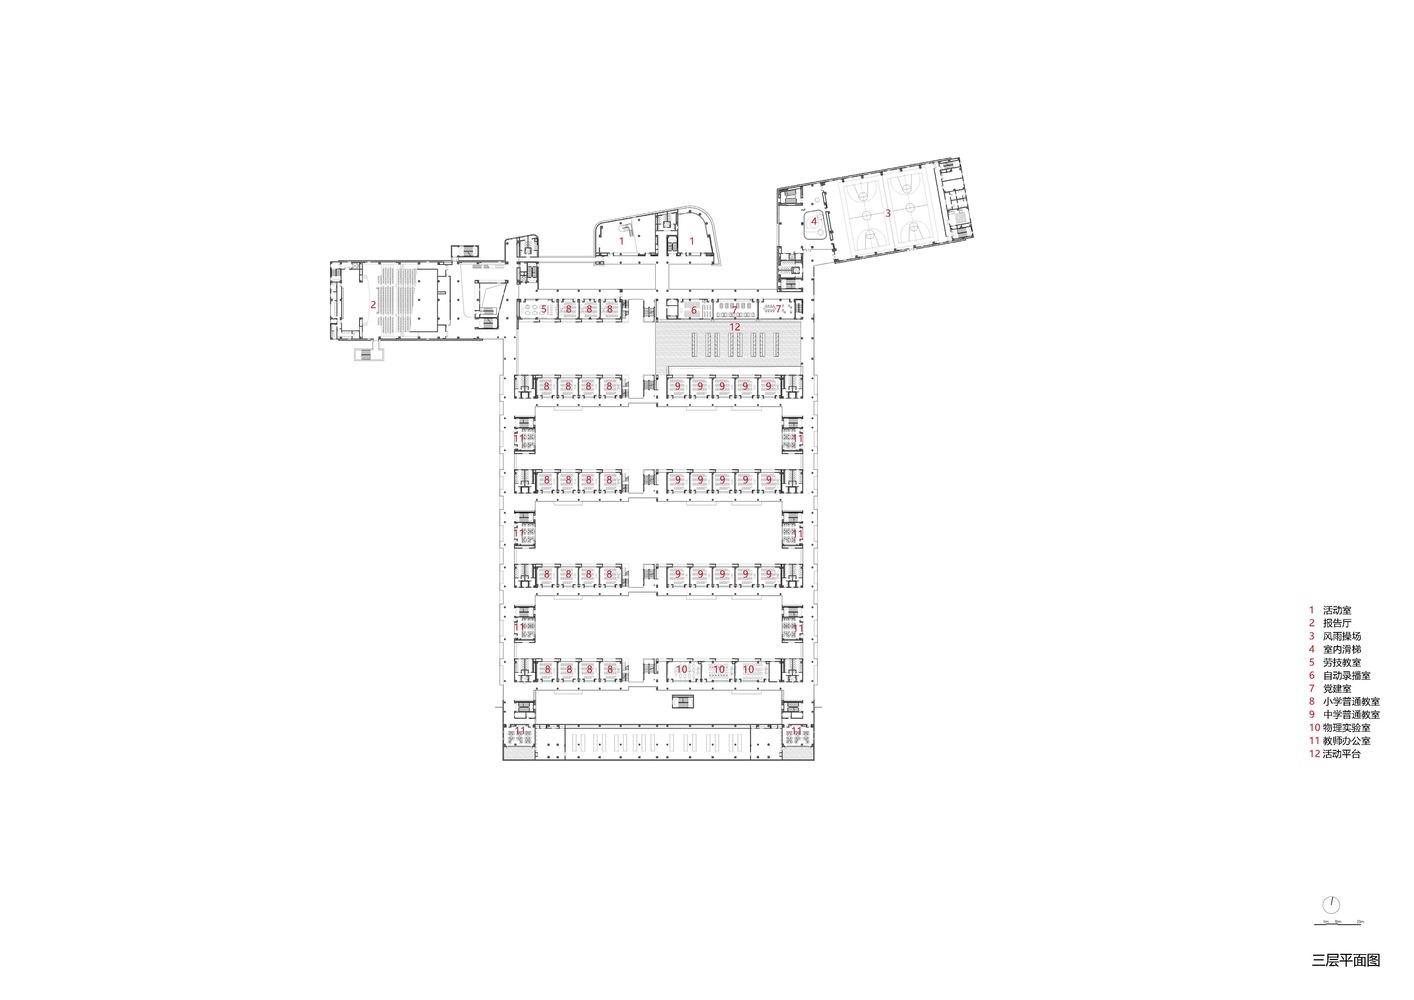 3
4
1 1
2
5 8 8 8 6 7 7
12
8 8 8 8 9 9 9 9 9
11 11
8 8 8 8 9 9 9 9 9
11 11
8 8 8 8 9 9 9 9 9
11 11
8 8 8 8 10 10 10
11 11
1 活动室
2 报告厅
3 风雨操场
4 室内滑梯
5 劳技教室
6 自动录播室
7 党建室
8 小学普通教室
9 中学普通教室
10 物理实验室
11 教师办公室
12 活动平台
三层平面图